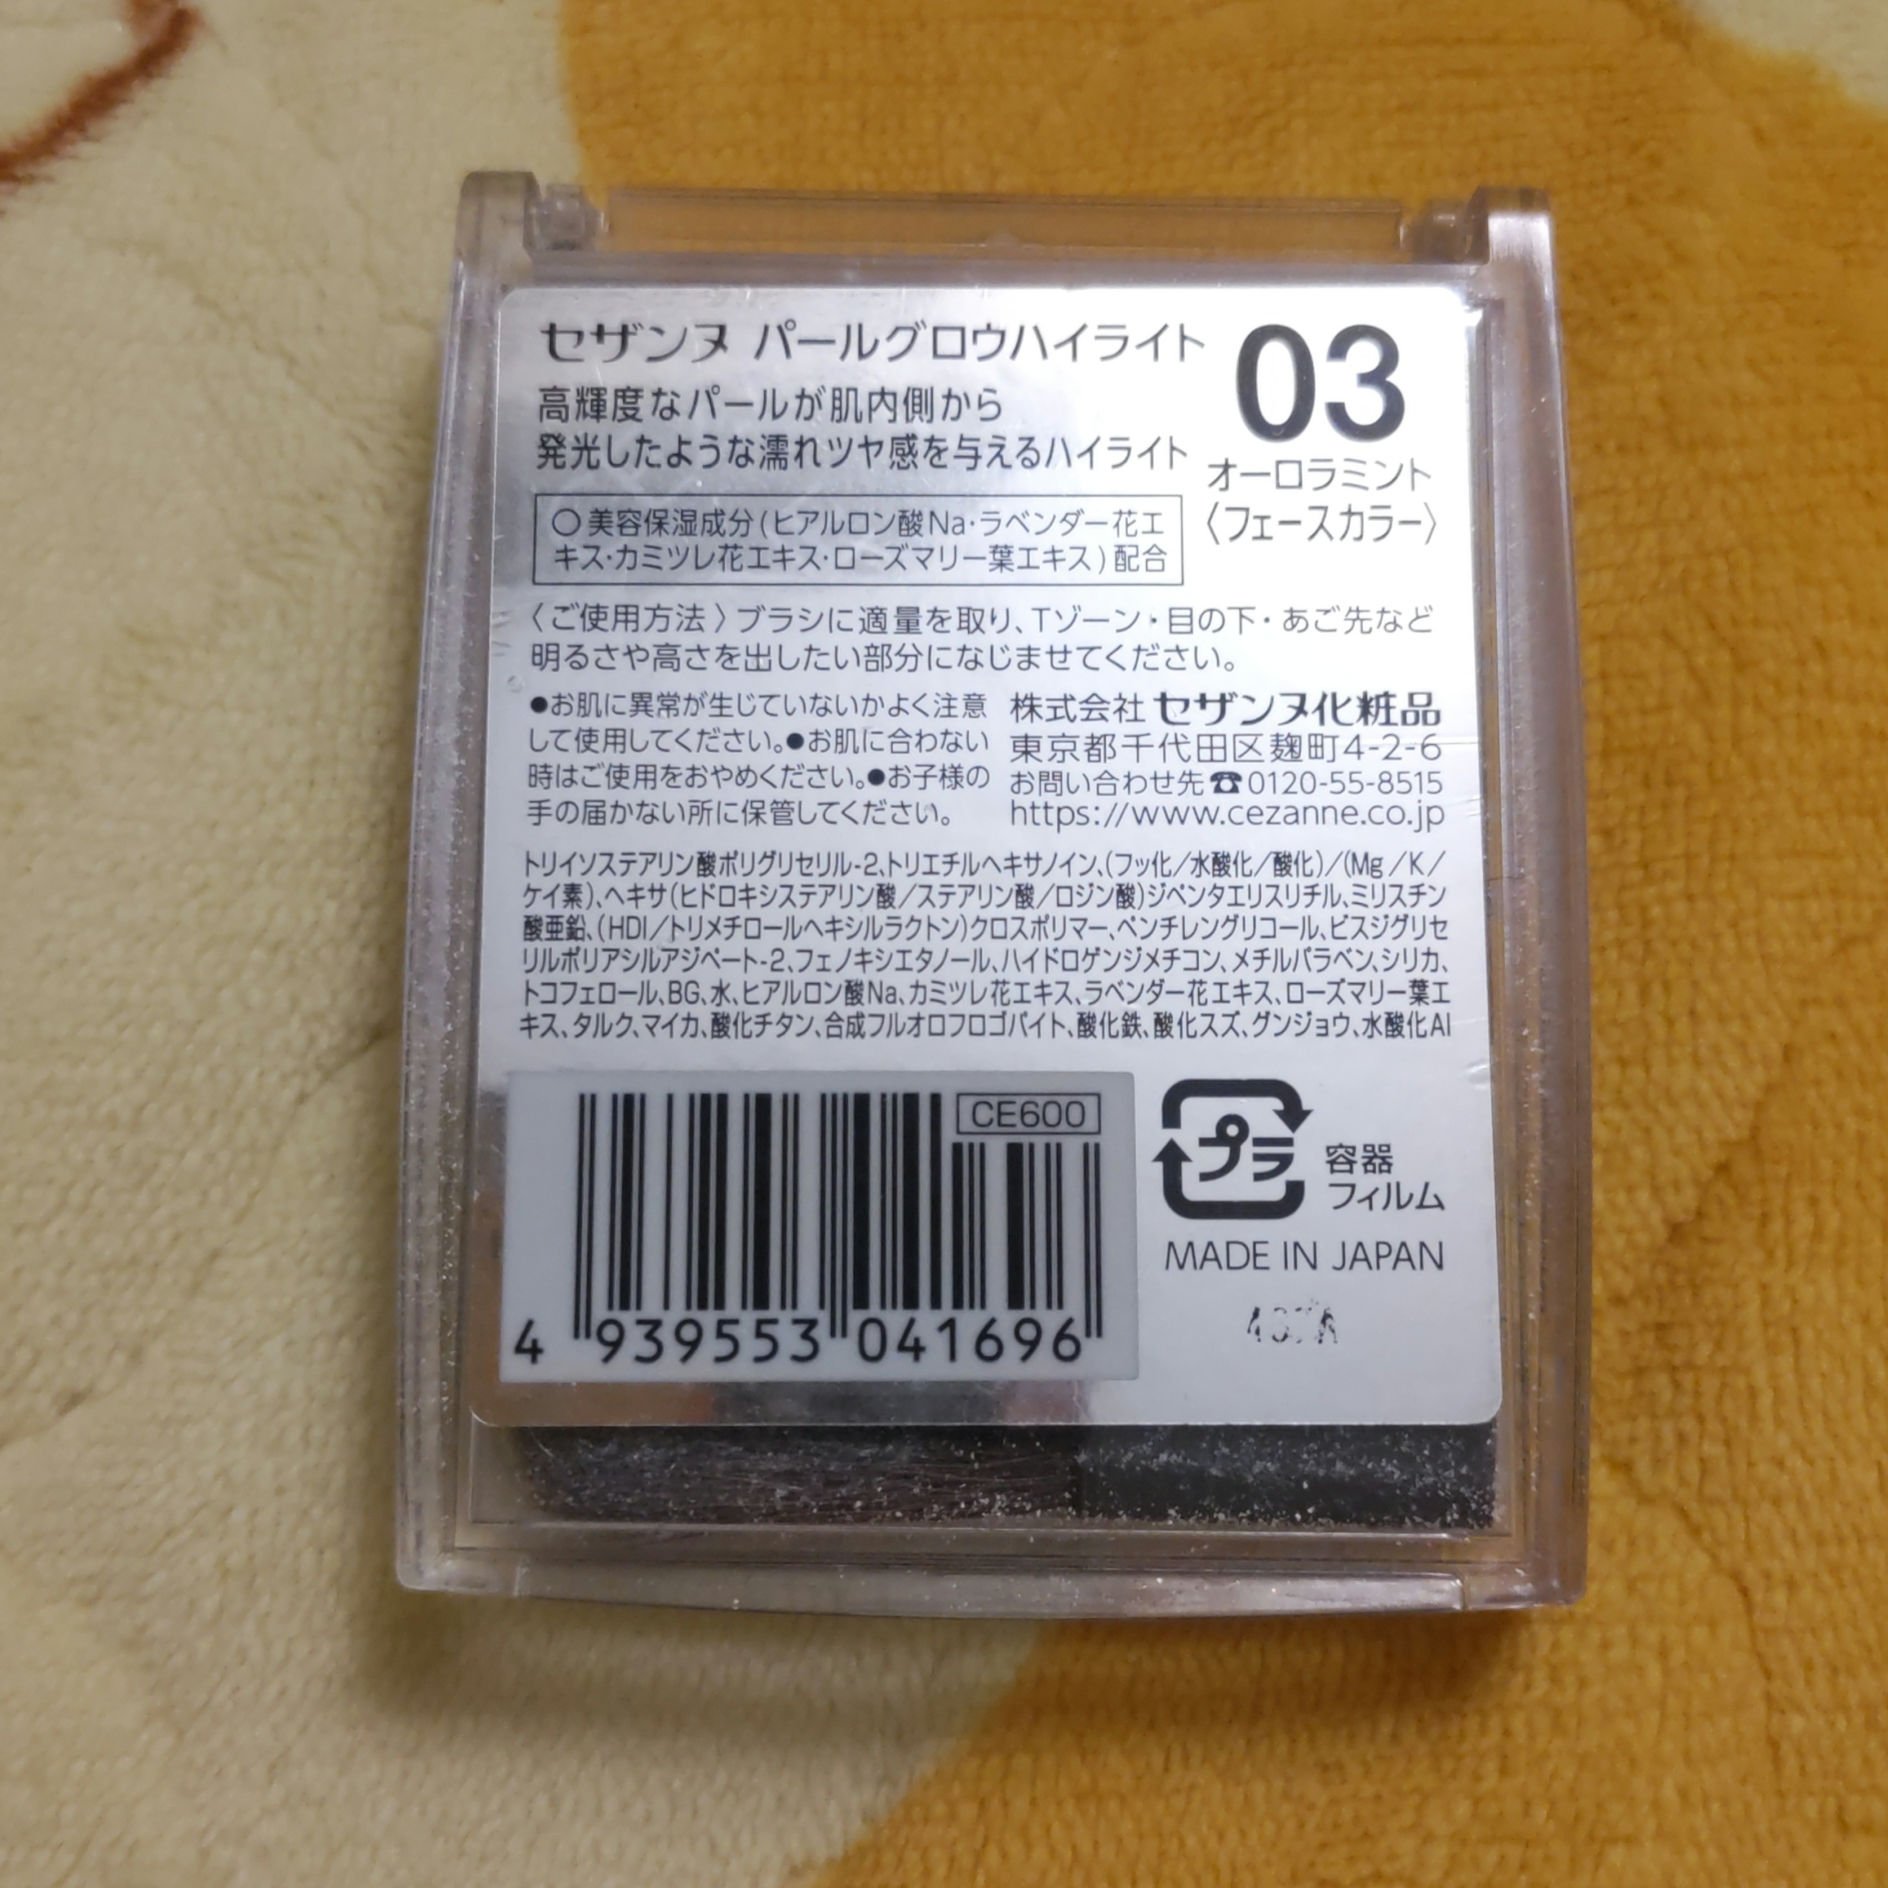 セザンヌ パールグロウハイライト
03
高輝度なパールが肌内側から
発光したような濡れツヤ感を与えるハイライト
オーロラミント
〈フェースカラー〉
○美容保湿成分(ヒアルロン酸Na・ラベンダー花エ
キス・カミツレ花エキス・ローズマリー葉エキス)配合
〈ご使用方法〉ブラシに適量を取り、Tゾーン・目の下・あご先など
明るさや高さを出したい部分になじませてください。
●お肌に異常が生じていないかよく注意
して使用してください。●お肌に合わない
時はご使用をおやめください。●お子様の
手の届かない所に保管してください。
株式会社 セザンヌ化粧品
東京都千代田区麹町4-2-6
お問い合わせ先☎0120-55-8515
https://www.cezanne.co.jp
トリイソステアリン酸ポリグリセリル-2、トリエチルヘキサノイン、(フッ化/水酸化/酸化)/(Mg/K/
ケイ素)、ヘキサ(ヒドロキシステアリン酸/ステアリン酸/ロジン酸)ジペンタエリスリチル、ミリスチン
酸亜鉛、(HDI/トリメチロールヘキシルラクトン)クロスポリマー、ペンチレングリコール、ビスジグリセ
リルポリアシルアジペート-2、フェノキシエタノール、ハイドロゲンジメチコン、メチルパラベン、シリカ、
トコフェロール、BG、水、ヒアルロン酸Na、カミツレ花エキス、ラベンダー花エキス、ローズマリー葉エ
キス、タルク、マイカ、酸化チタン、合成フルオロフロゴパイト、酸化鉄、酸化スズ、グンジョウ、水酸化Al
CE600
4 939553 041696
プラ
容器
フィルム
MADE IN JAPAN